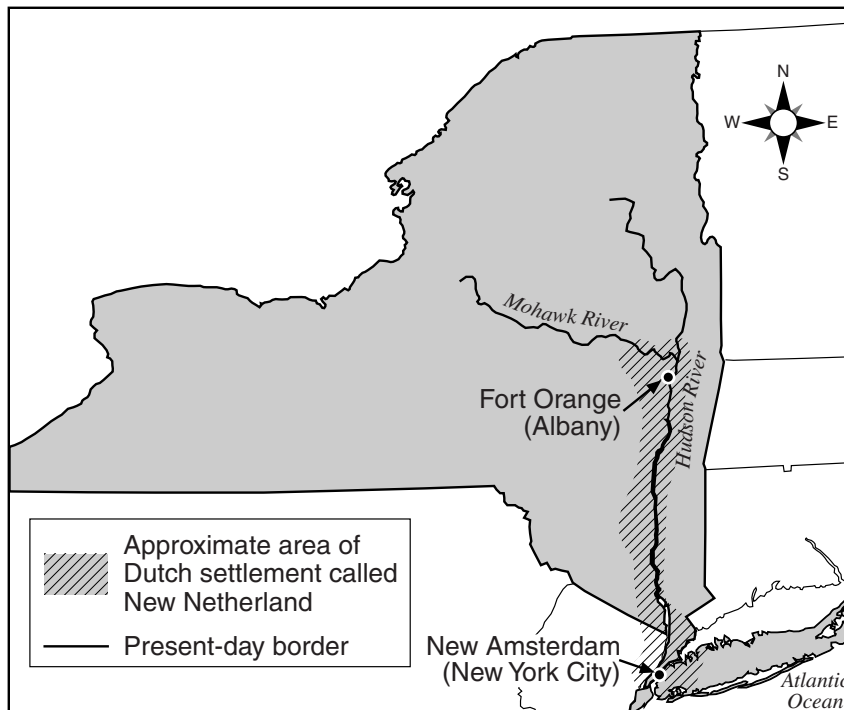 N
W E
S
Mohawk River
Hudson River
Fort Orange
(Albany)
Approximate area of
Dutch settlement called
New Netherland
Present-day border
New Amsterdam
(New York City)
Atlantic
Ocean